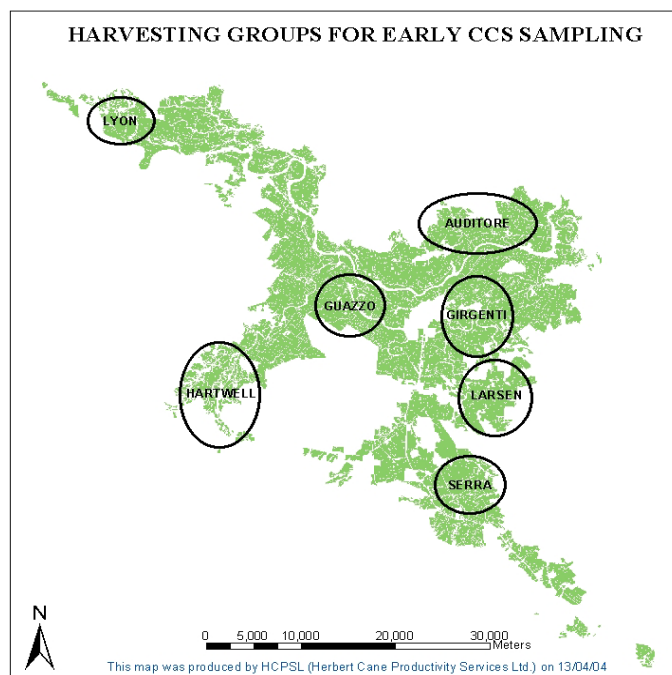 HARVESTING GROUPS FOR EARLY CCS SAMPLING
LYON
AUDITORE
GUAZZO
GIRGENTI
HARTWELL
LARSEN
SERRA
N
0 5,000 10,000 20,000 30,000
Meters
This map was produced by HCPSL (Herbert Cane Productivity Services Ltd.) on 13/04/04